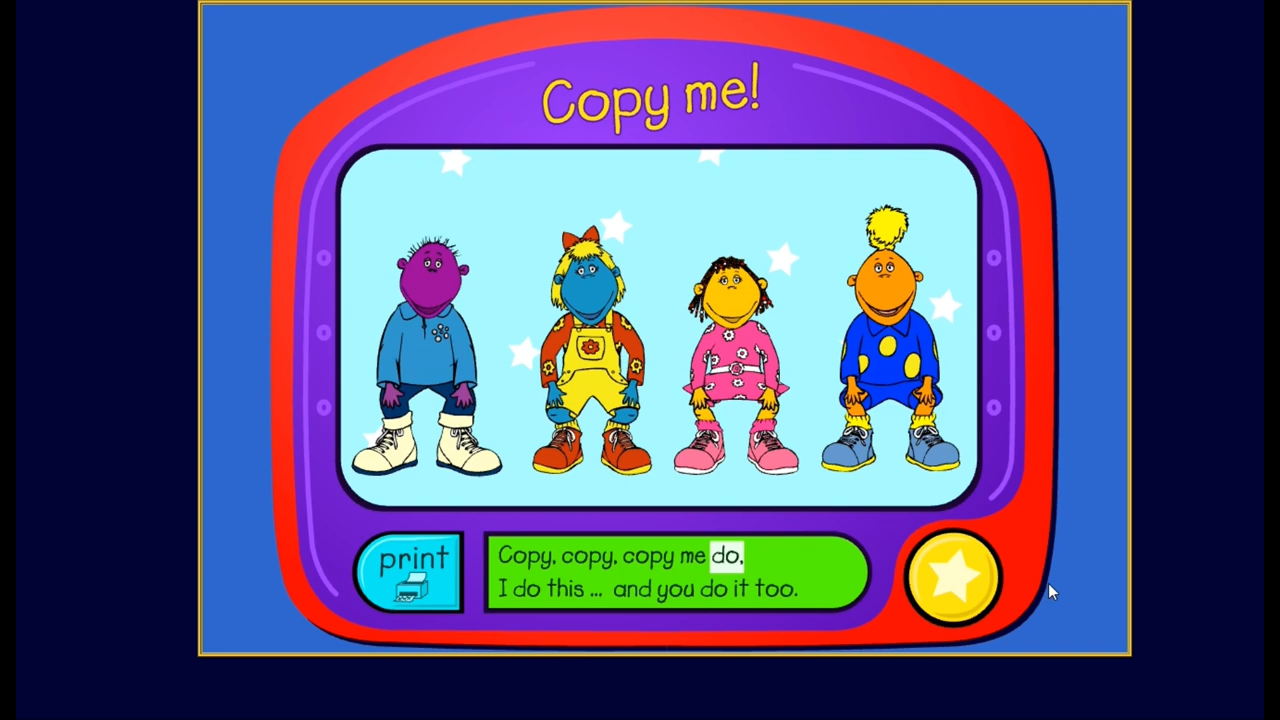 Copy me!
print
Copy, copy, copy me do,
I do this ... and you do it too.